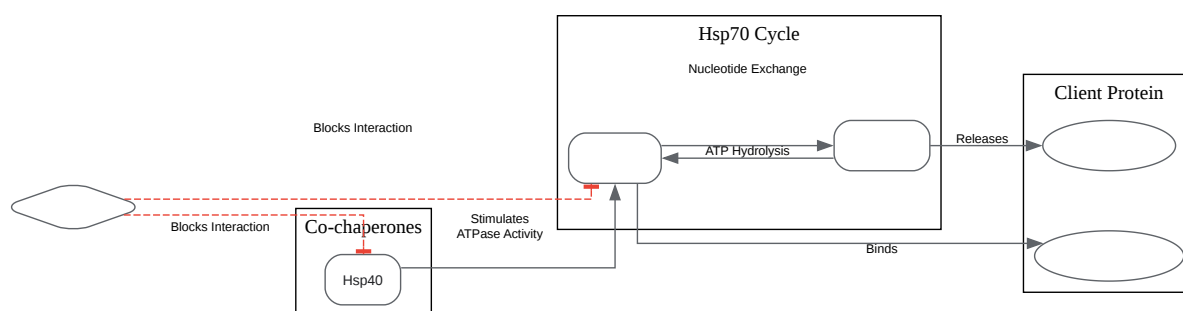 Hsp70 Cycle
Nucleotide Exchange
Client Protein
Blocks Interaction
ATP Hydrolysis
Releases
Blocks Interaction
Co-chaperones
Stimulates
ATPase Activity
Binds
Hsp40